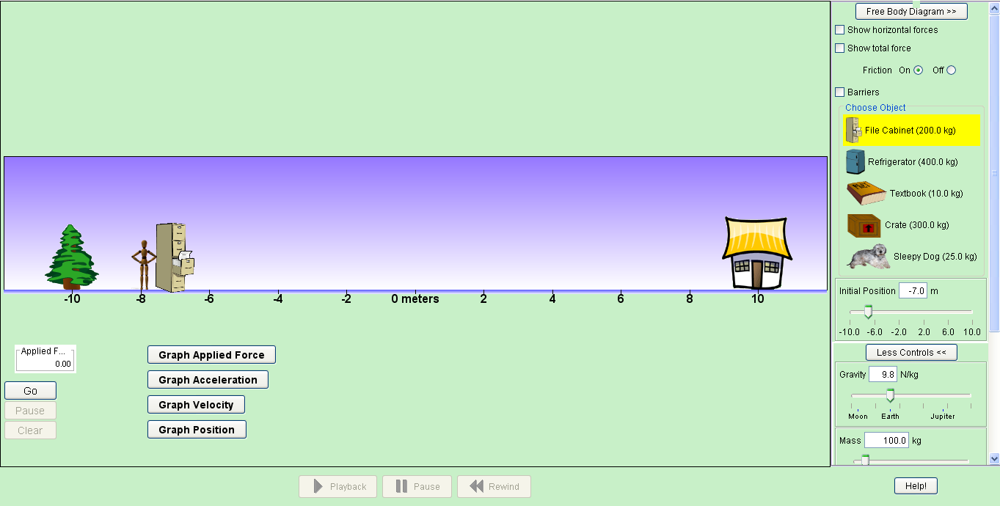 Free Body Diagram >>
Show horizontal forces
Show total force
Friction On Off
Barriers
Choose Object
File Cabinet (200.0 kg)
Refrigerator (400.0 kg)
PhET
Textbook (10.0 kg)
Crate (300.0 kg)
Sleepy Dog (25.0 kg)
-10 -8 -6 -4 -2 0 meters 2 4 6 8 10
Initial Position -7.0 m
-10.0 -6.0 -2.0 2.0 6.0 10.0
Less Controls <<
Gravity 9.8 N/kg
Moon Earth Jupiter
Mass 100.0 kg
Applied F...
0.00
Go
Pause
Clear
Graph Applied Force
Graph Acceleration
Graph Velocity
Graph Position
Playback Pause Rewind
Help!